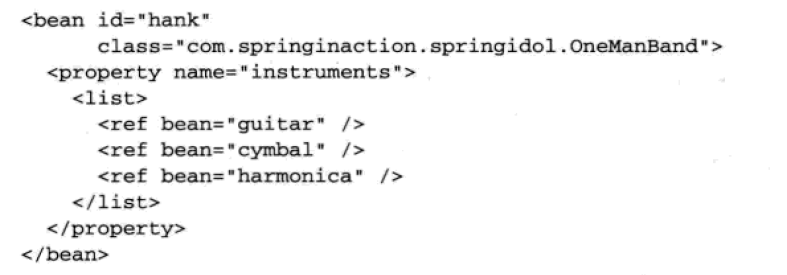 <bean id="hank"
class="com.springinaction.springidol.OneManBand">
<property name="instruments">
<list>
<ref bean="guitar" />
<ref bean="cymbal" />
<ref bean="harmonica" />
</list>
</property>
</bean>